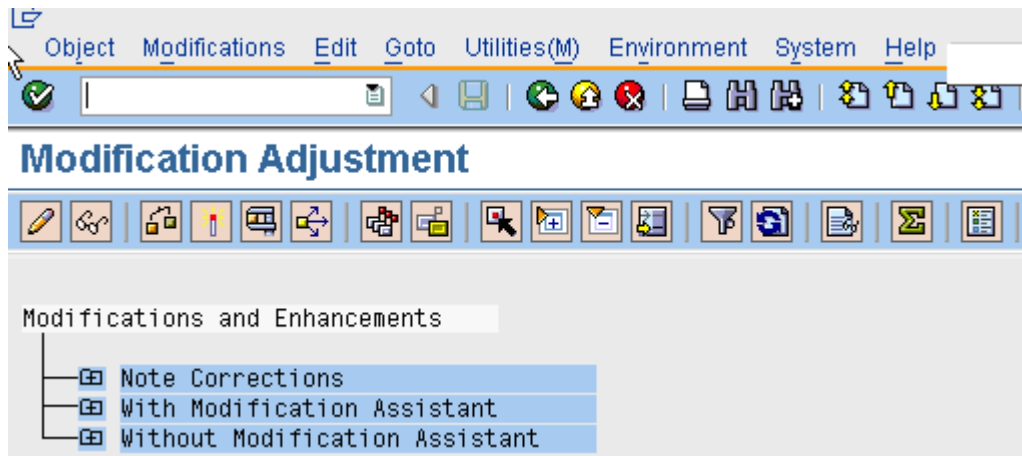 Object Modifications Edit Goto Utilities(M) Environment System Help
Modification Adjustment
Modifications and Enhancements
Note Corrections
With Modification Assistant
Without Modification Assistant